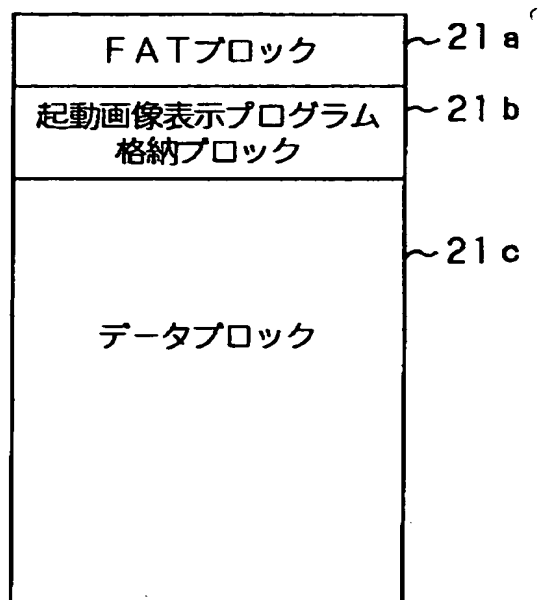 ＦＡＴブロック
21a
起動画像表示プログラム
格納ブロック
21b
21c
データブロック